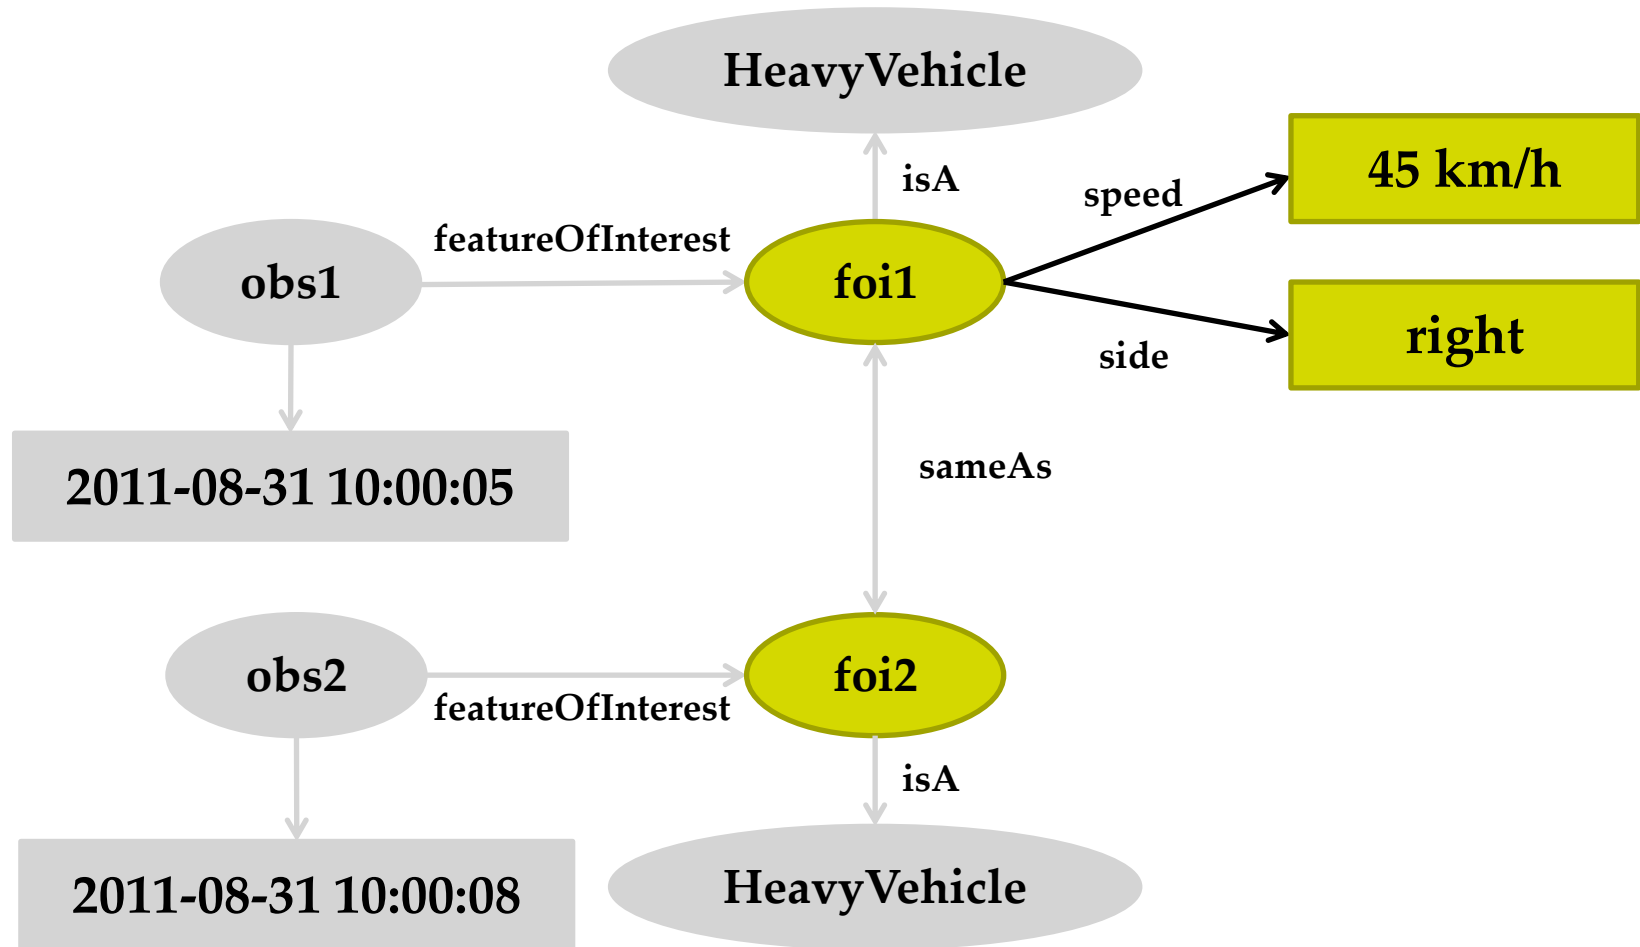 HeavyVehicle
isA
speed
45 km/h
featureOfInterest
obs1
foi1
right
side
2011-08-31 10:00:05
sameAs
obs2
foi2
featureOfInterest
isA
2011-08-31 10:00:08
HeavyVehicle